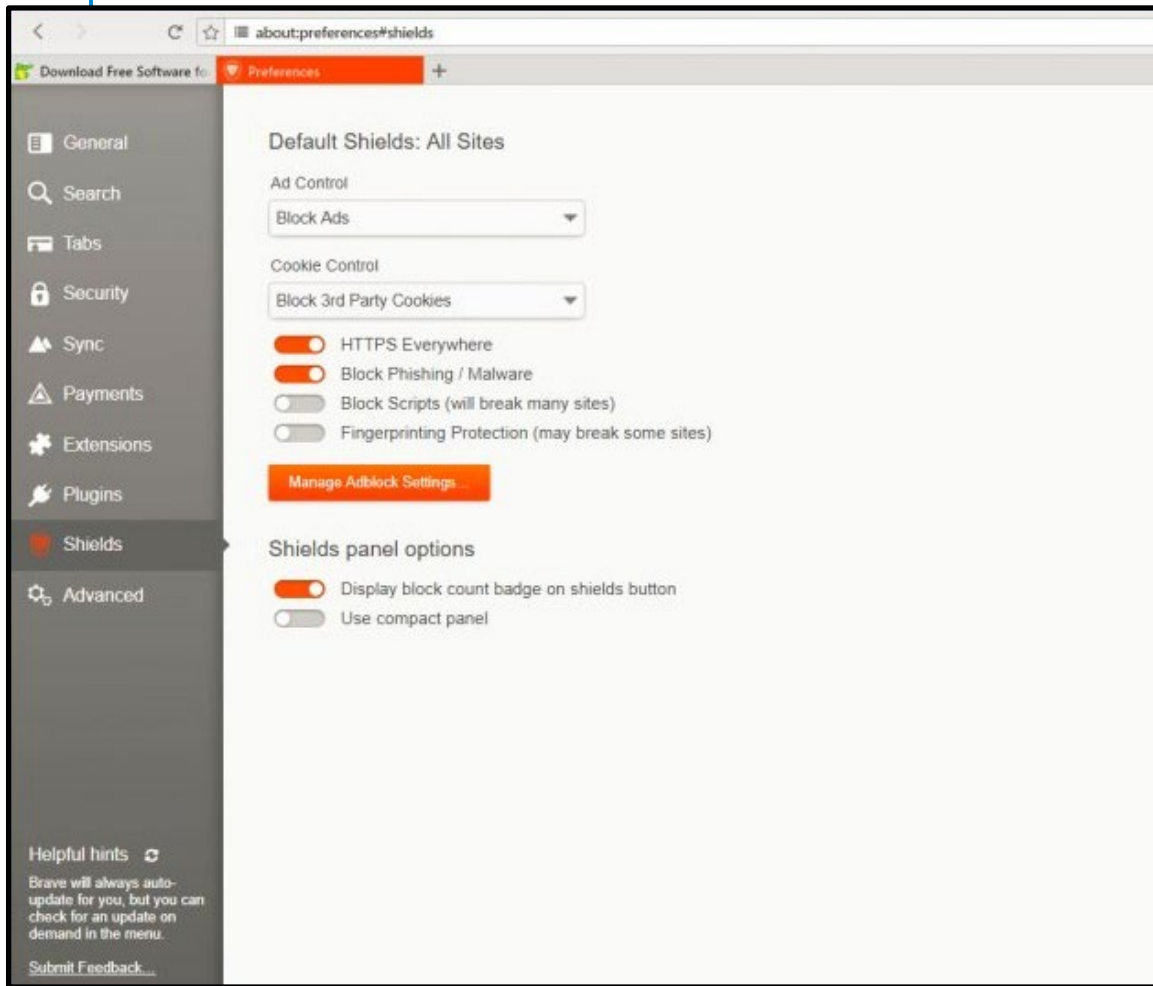 about:preferences#shields
Download Free Software fo
Preferences
General
Search
Tabs
Security
Sync
Payments
Extensions
Plugins
Shields
Advanced
Default Shields: All Sites
Ad Control
Block Ads
Cookie Control
Block 3rd Party Cookies
HTTPS Everywhere
Block Phishing / Malware
Block Scripts (will break many sites)
Fingerprinting Protection (may break some sites)
Manage Adblock Settings...
Shields panel options
Display block count badge on shields button
Use compact panel
Helpful hints
Brave will always auto-
update for you, but you can
check for an update on
demand in the menu.
Submit Feedback...